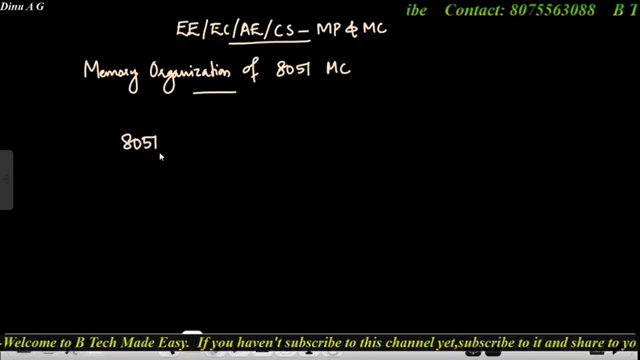 Dinu A G
ibe Contact: 8075563088 B T
EE/EC/AE/CS - MP & MC
Memory Organization of 8051 MC
8051
-Welcome to B Tech Made Easy. If you haven't subscribe to this channel yet,subscribe to it and share to yo